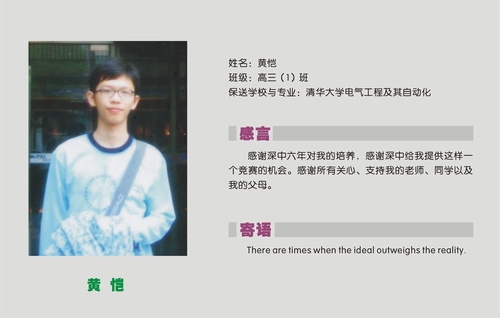 姓名：黄恺
班级：高三（1）班
保送学校与专业：清华大学电气工程及其自动化
感言
感谢深中六年对我的培养，感谢深中给我提供这样一
个竞赛的机会。感谢所有关心、支持我的老师、同学以及
我的父母。
寄语
There are times when the ideal outweighs the reality.
黄 恺